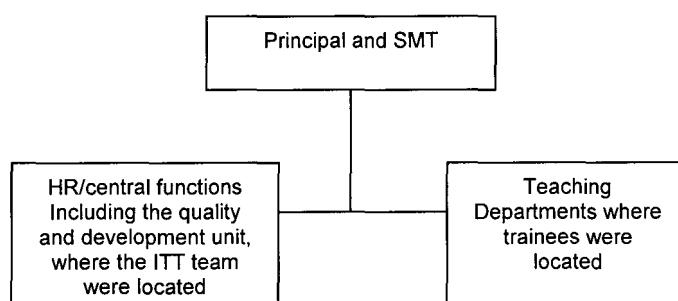 Principal and SMT
HR/central functions
Including the quality
and development unit,
where the ITT team
were located
Teaching
Departments where
trainees were
located